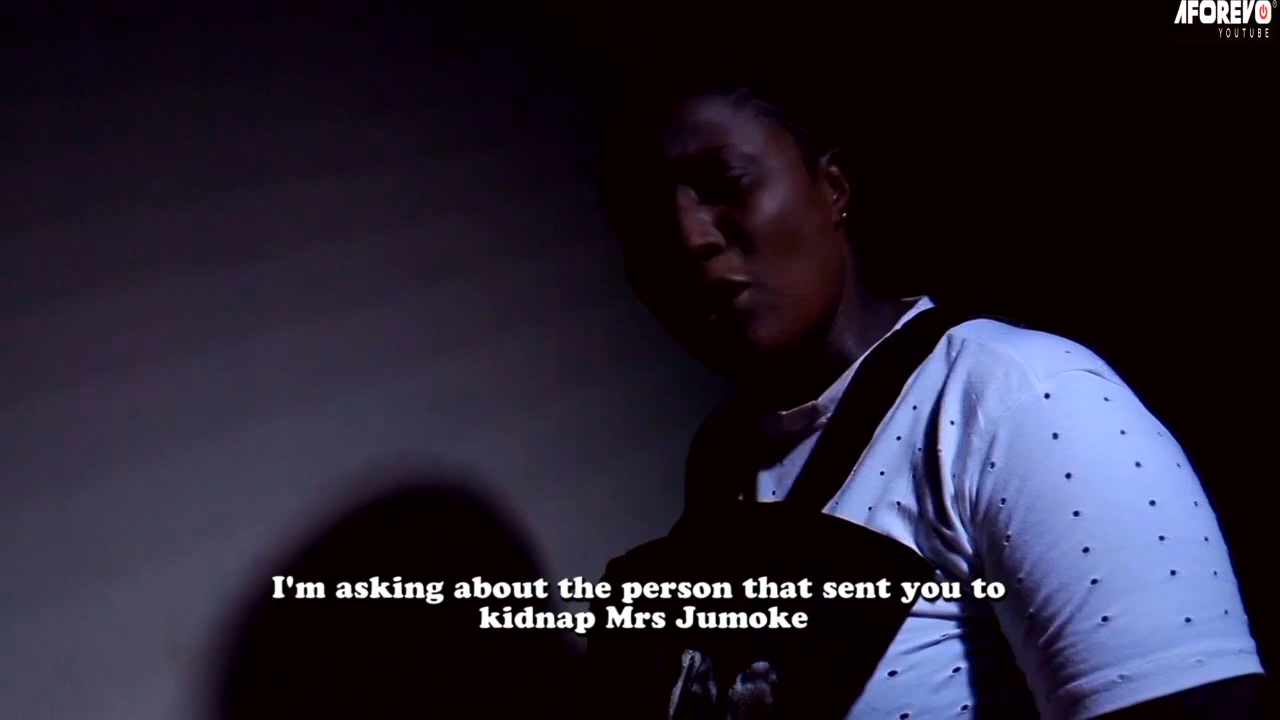 AFOREVO
YOUTUBE
I'm asking about the person that sent you to
kidnap Mrs Jumoke